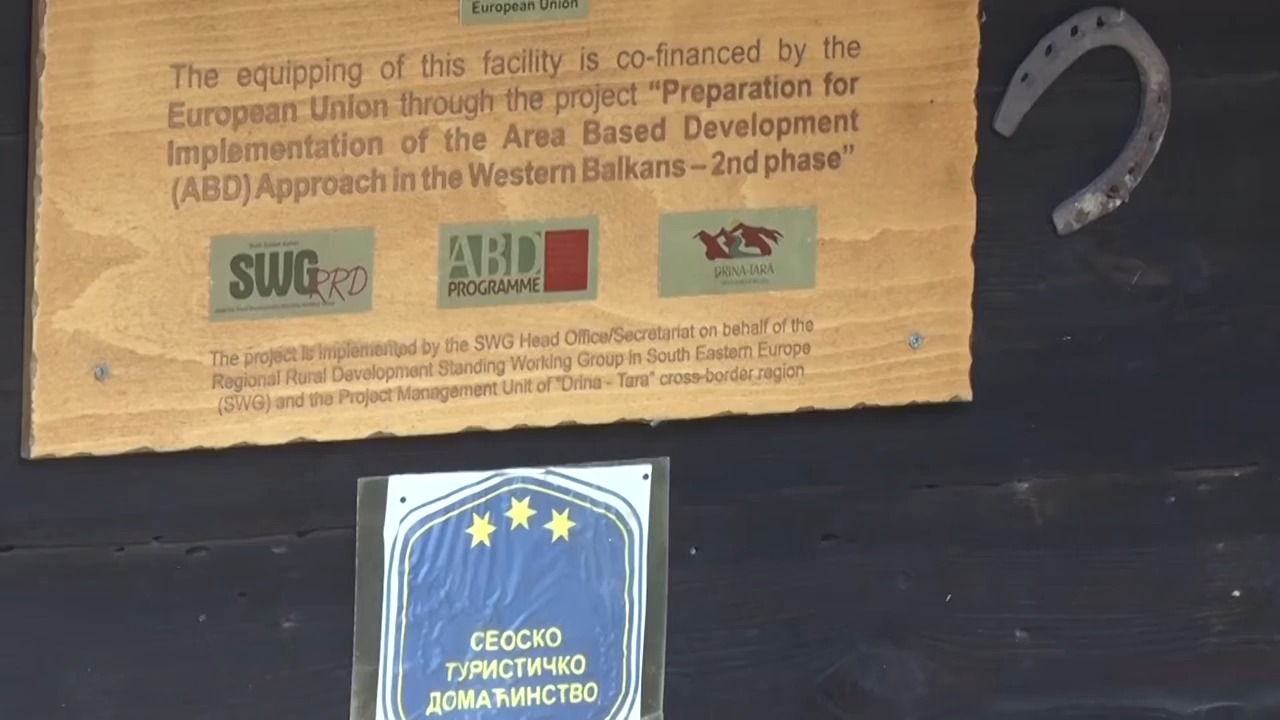 European Union
The equipping of this facility is co-financed by the
European Union through the project “Preparation for
Implementation of the Area Based Development
(ABD) Approach in the Western Balkans – 2nd phase”
SWG
RRD
ABD
PROGRAMME
DRINA-TARA
The project is implemented by the SWG Head Office/Secretariat on behalf of the
Regional Rural Development Standing Working Group in South Eastern Europe
(SWG) and the Project Management Unit of "Drina - Tara" cross-border region
СЕОСКО
ТУРИСТИЧКО
ДОМАЋИНСТВО